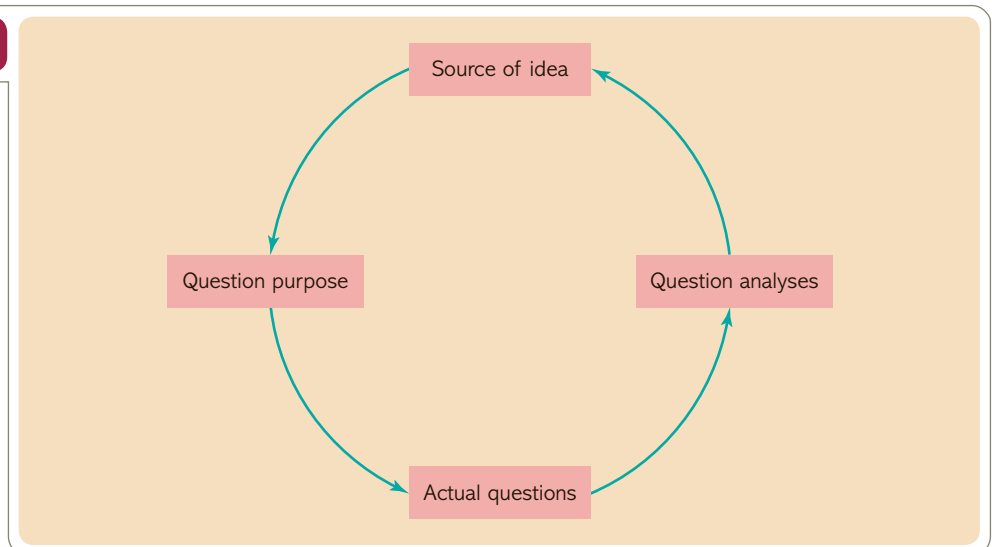 Source of idea
Question purpose
Question analyses
Actual questions